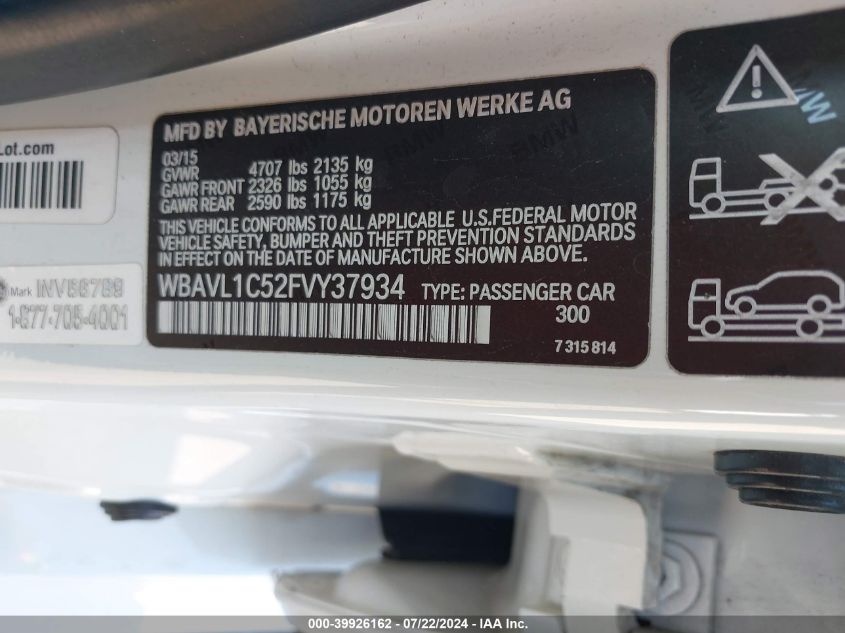 MFD BY BAYERISCHE MOTOREN WERKE AG
03/15
GVWR 4707 lbs 2135 kg
GAWR FRONT 2326 lbs 1055 kg
GAWR REAR 2590 lbs 1175 kg
THIS VEHICLE CONFORMS TO ALL APPLICABLE U.S.FEDERAL MOTOR
VEHICLE SAFETY, BUMPER AND THEFT PREVENTION STANDARDS
IN EFFECT ON THE DATE OF MANUFACTURE SHOWN ABOVE.
WBAVL1C52FVY37934 TYPE: PASSENGER CAR
300
7 315 814
Lot.com
Mark INV56789
1-877-705-4001
000-39926162 - 07/22/2024 - IAA Inc.